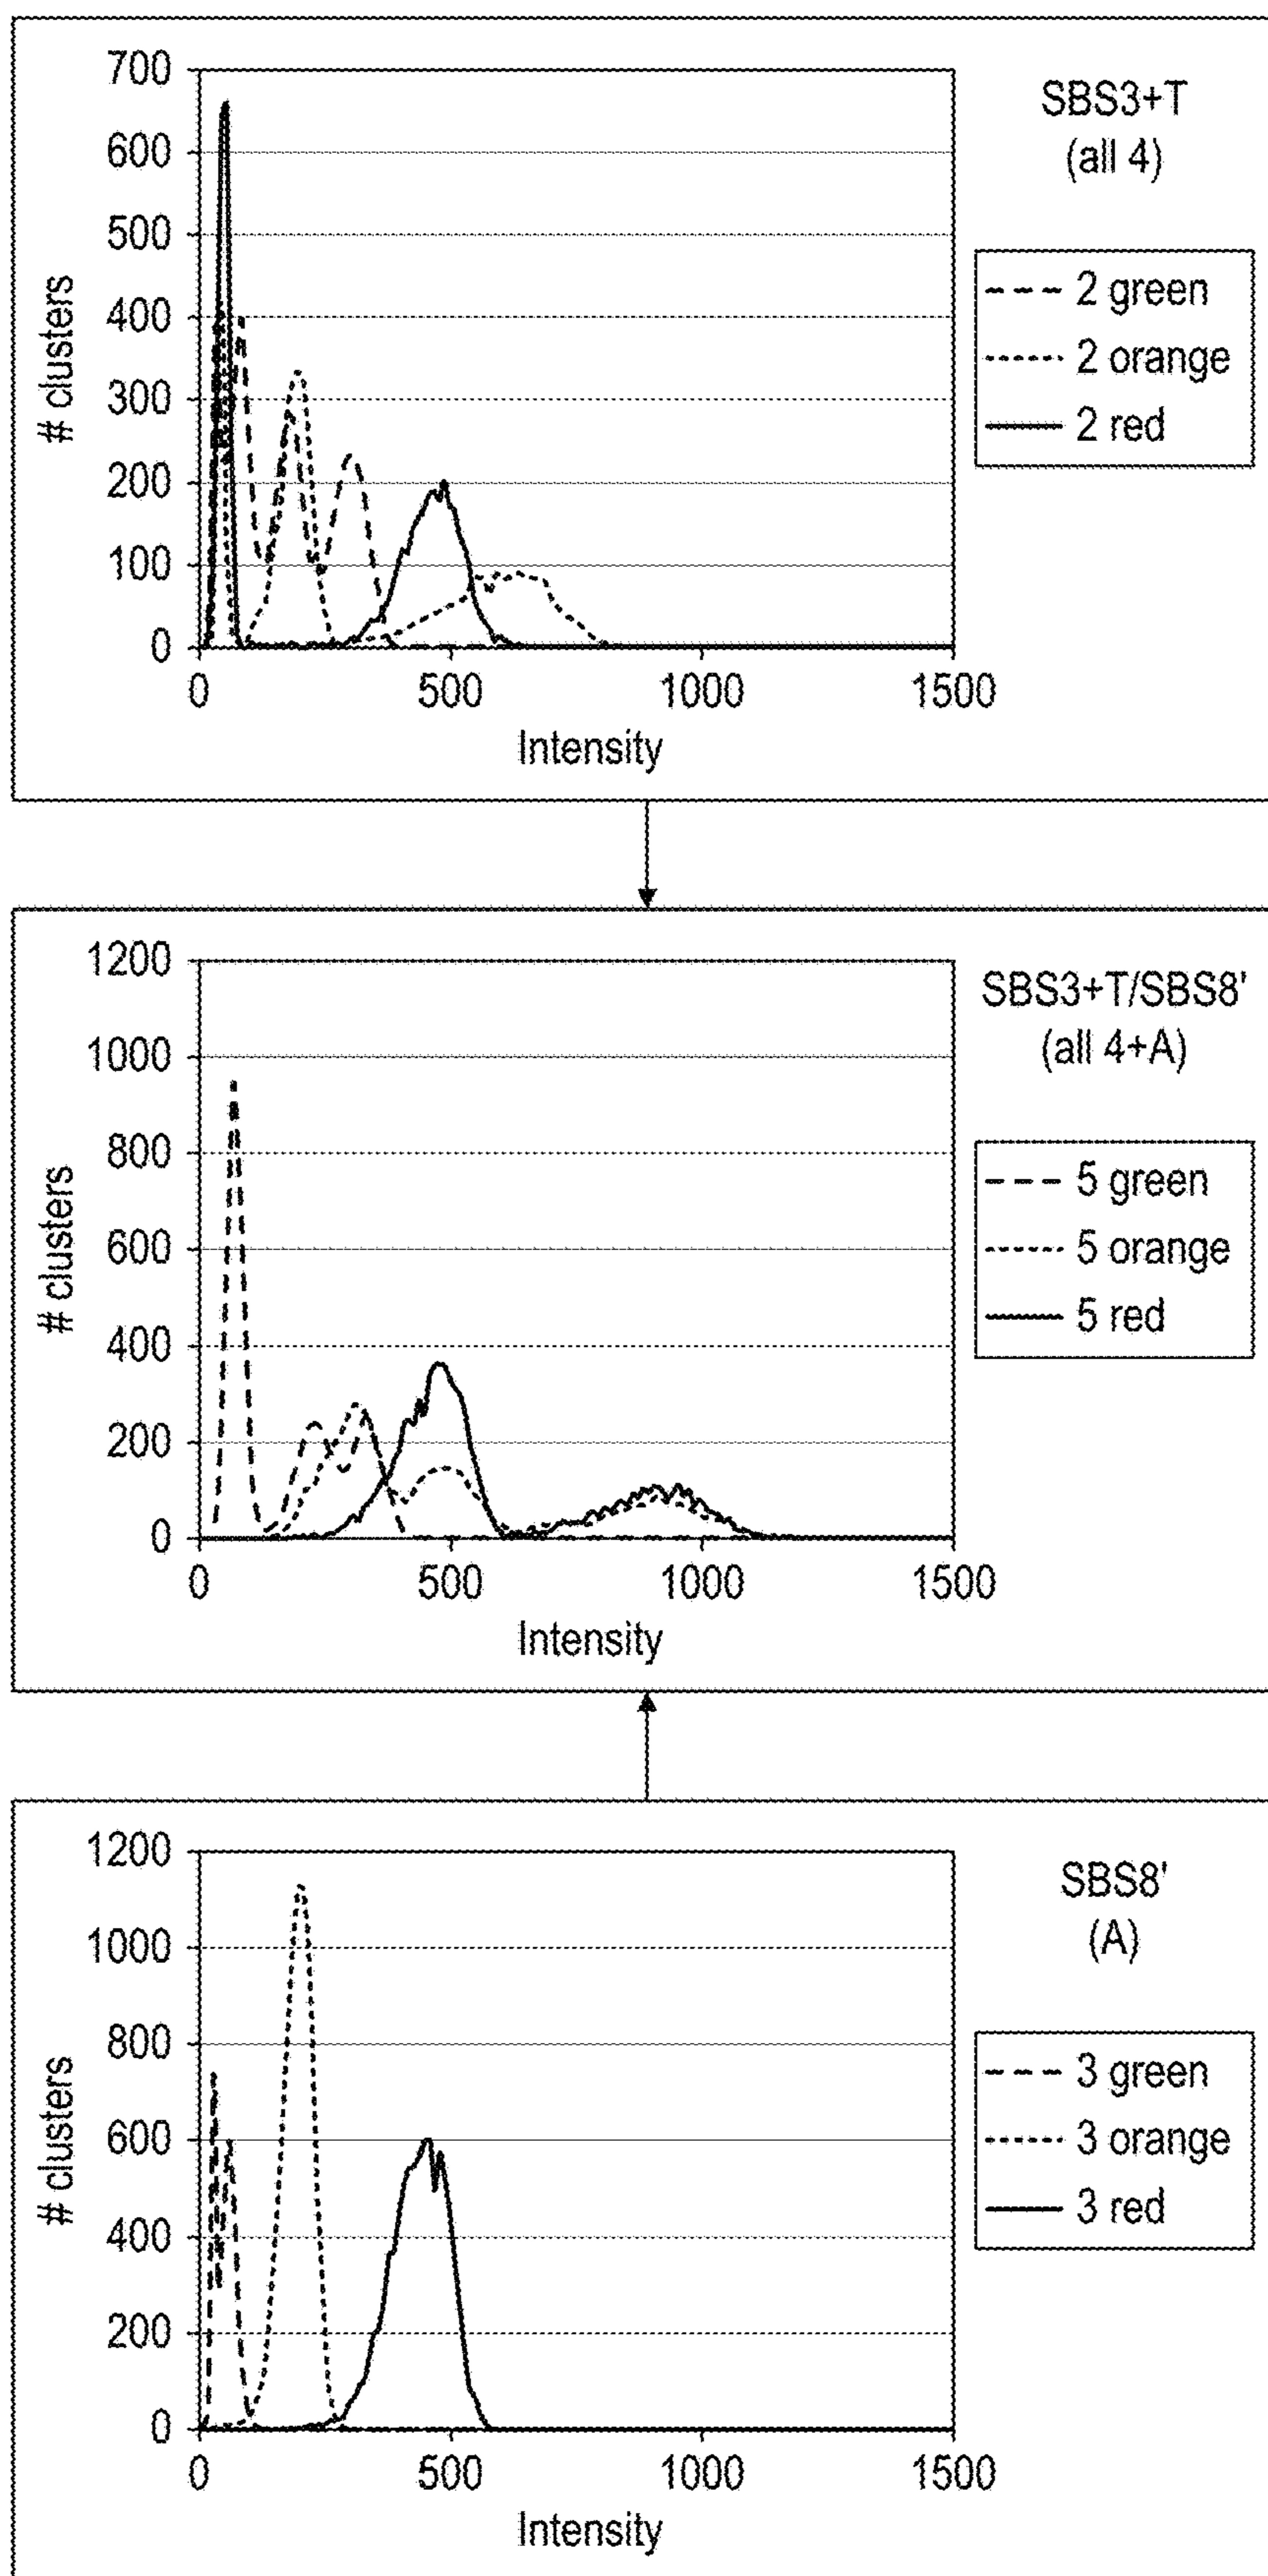 700
600
500
400
300
200
100
0
# clusters
0 500 1000 1500
Intensity
SBS3+T
(all 4)
2 green
2 orange
2 red
1200
1000
800
600
400
200
0
# clusters
0 500 1000 1500
Intensity
SBS3+T/SBS8'
(all 4+A)
5 green
5 orange
5 red
1200
1000
800
600
400
200
0
# clusters
0 500 1000 1500
Intensity
SBS8'
(A)
3 green
3 orange
3 red